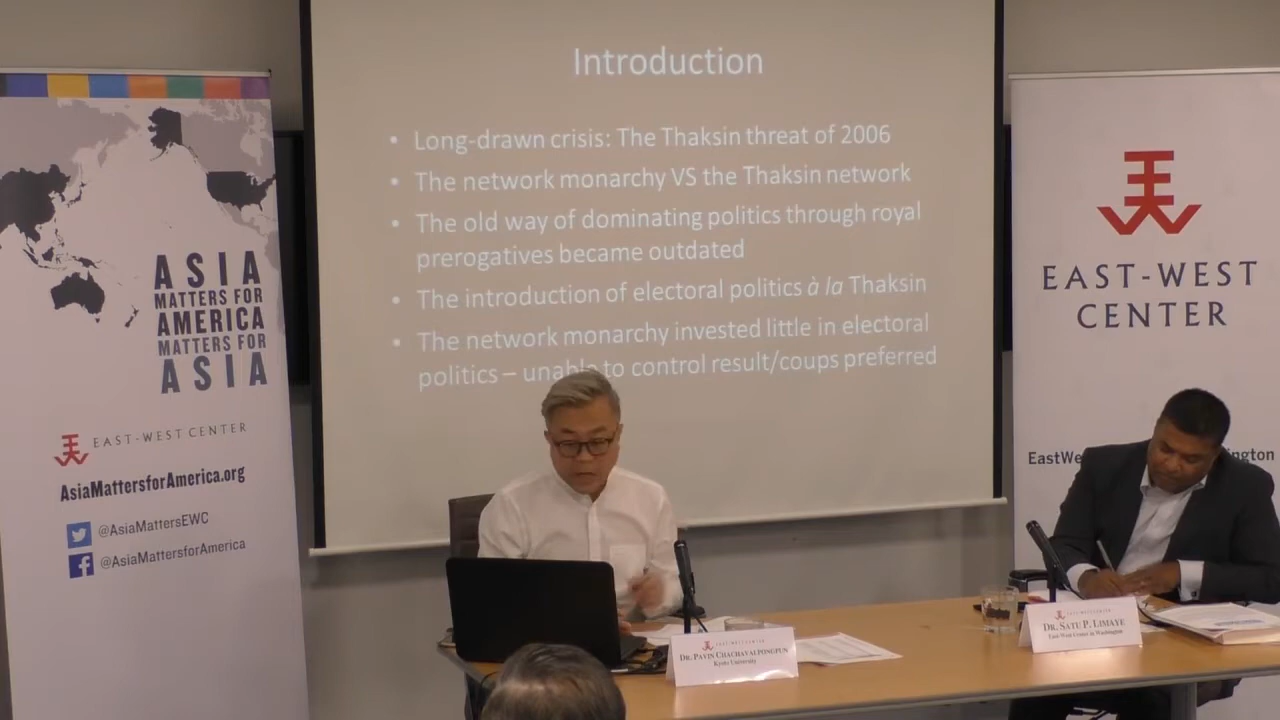 Introduction
• Long-drawn crisis: The Thaksin threat of 2006
• The network monarchy VS the Thaksin network
• The old way of dominating politics through royal
prerogatives became outdated
• The introduction of electoral politics à la Thaksin
• The network monarchy invested little in electoral
politics – unable to control result/coups preferred
ASIA
MATTERS FOR
AMERICA
MATTERS FOR
ASIA
EAST-WEST CENTER
AsiaMattersforAmerica.org
@AsiaMattersEWC
@AsiaMattersforAmerica
EAST-WEST
CENTER
EastWe ngton
DR. PAVIN CHACHAVALPONGPUN
Kyoto University
DR. SATU P. LIMAYE
East-West Center in Washington